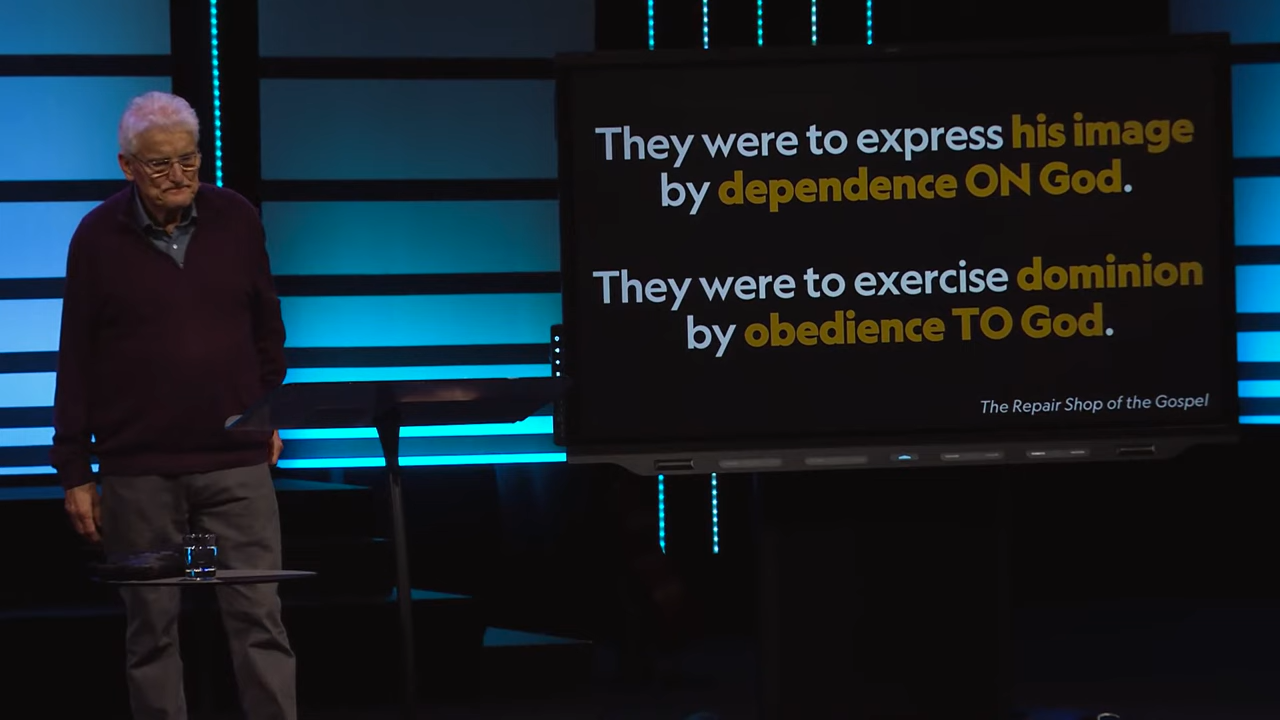 They were to express his image
by dependence ON God.
They were to exercise dominion
by obedience TO God.
The Repair Shop of the Gospel